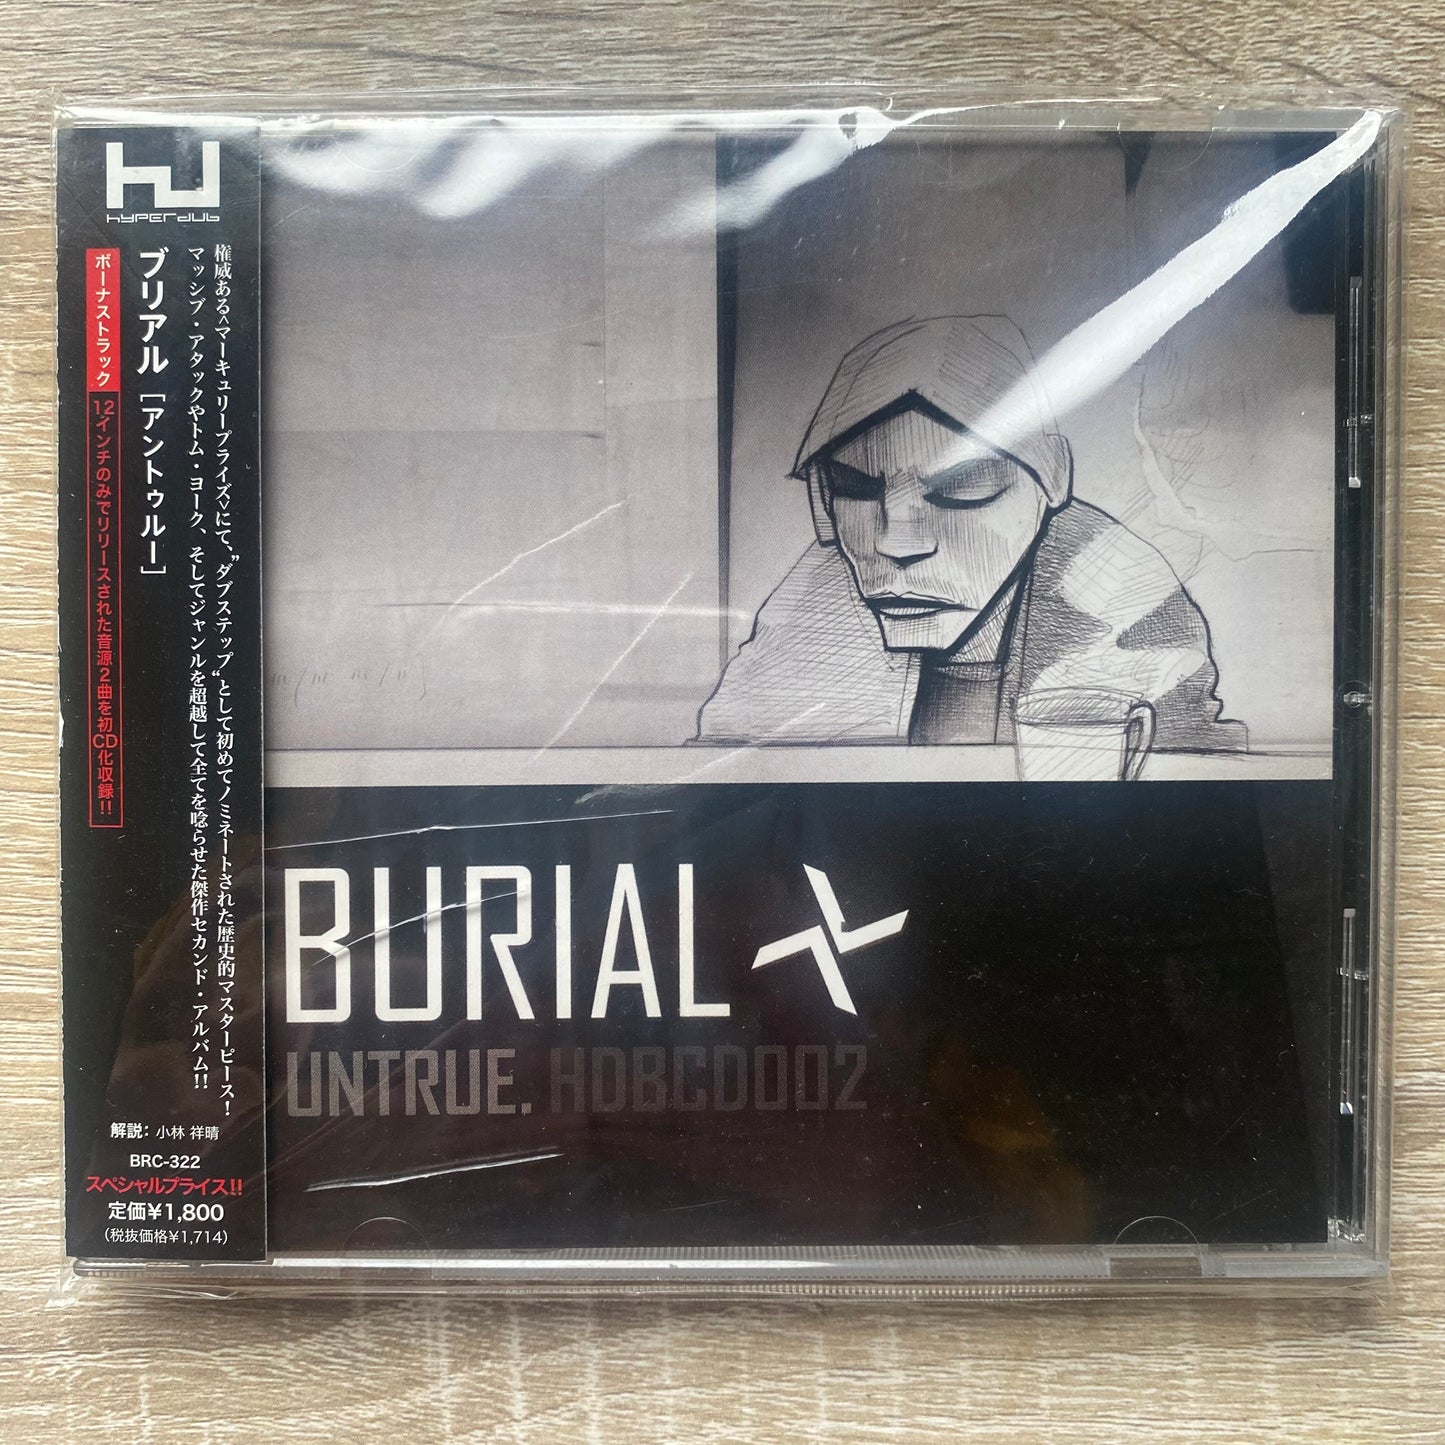 hyperdub
権威ある<マーキュリープライズ>にて、"ダブステップ"として初めてノミネートされた歴史的マスターピース!
マッシブ・アタックやトム・ヨーク、そしてジャンルを超越して全てを唸らせた傑作セカンド・アルバム!!
ブリアル [アントゥルー]
ボーナストラック
12インチのみでリリースされた音源2曲を初CD化収録!!
解説: 小林 祥晴
BRC-322
スペシャルプライス!!
定価¥1,800
(税抜価格¥1,714)
BURIAL
UNTRUE. HDBCD002